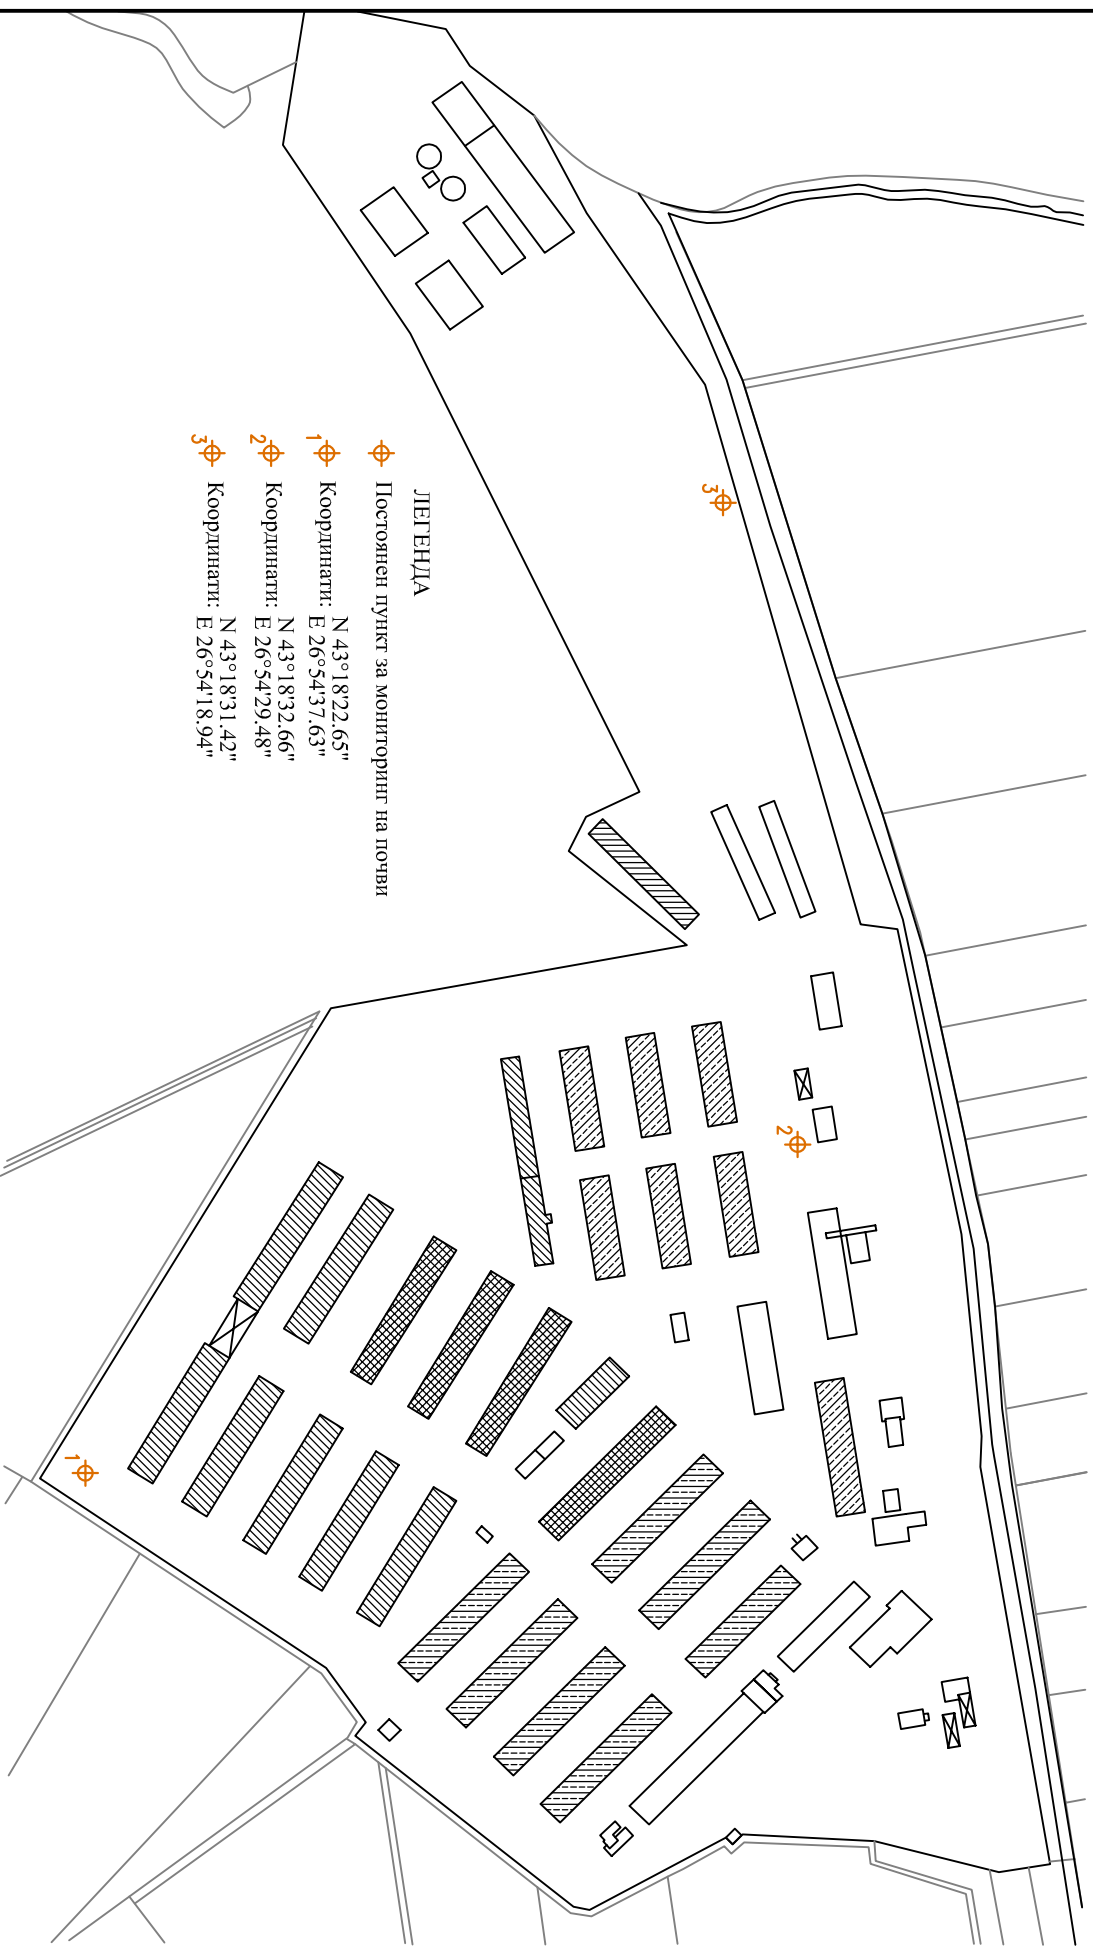 ЛЕГЕНДА
Постоянен пункт за мониторинг на почви
1 Координати: N 43°18'22.65"
E 26°54'37.63"
2 Координати: N 43°18'32.66"
E 26°54'29.48"
3 Координати: N 43°18'31.42"
E 26°54'18.94"
3
2
1